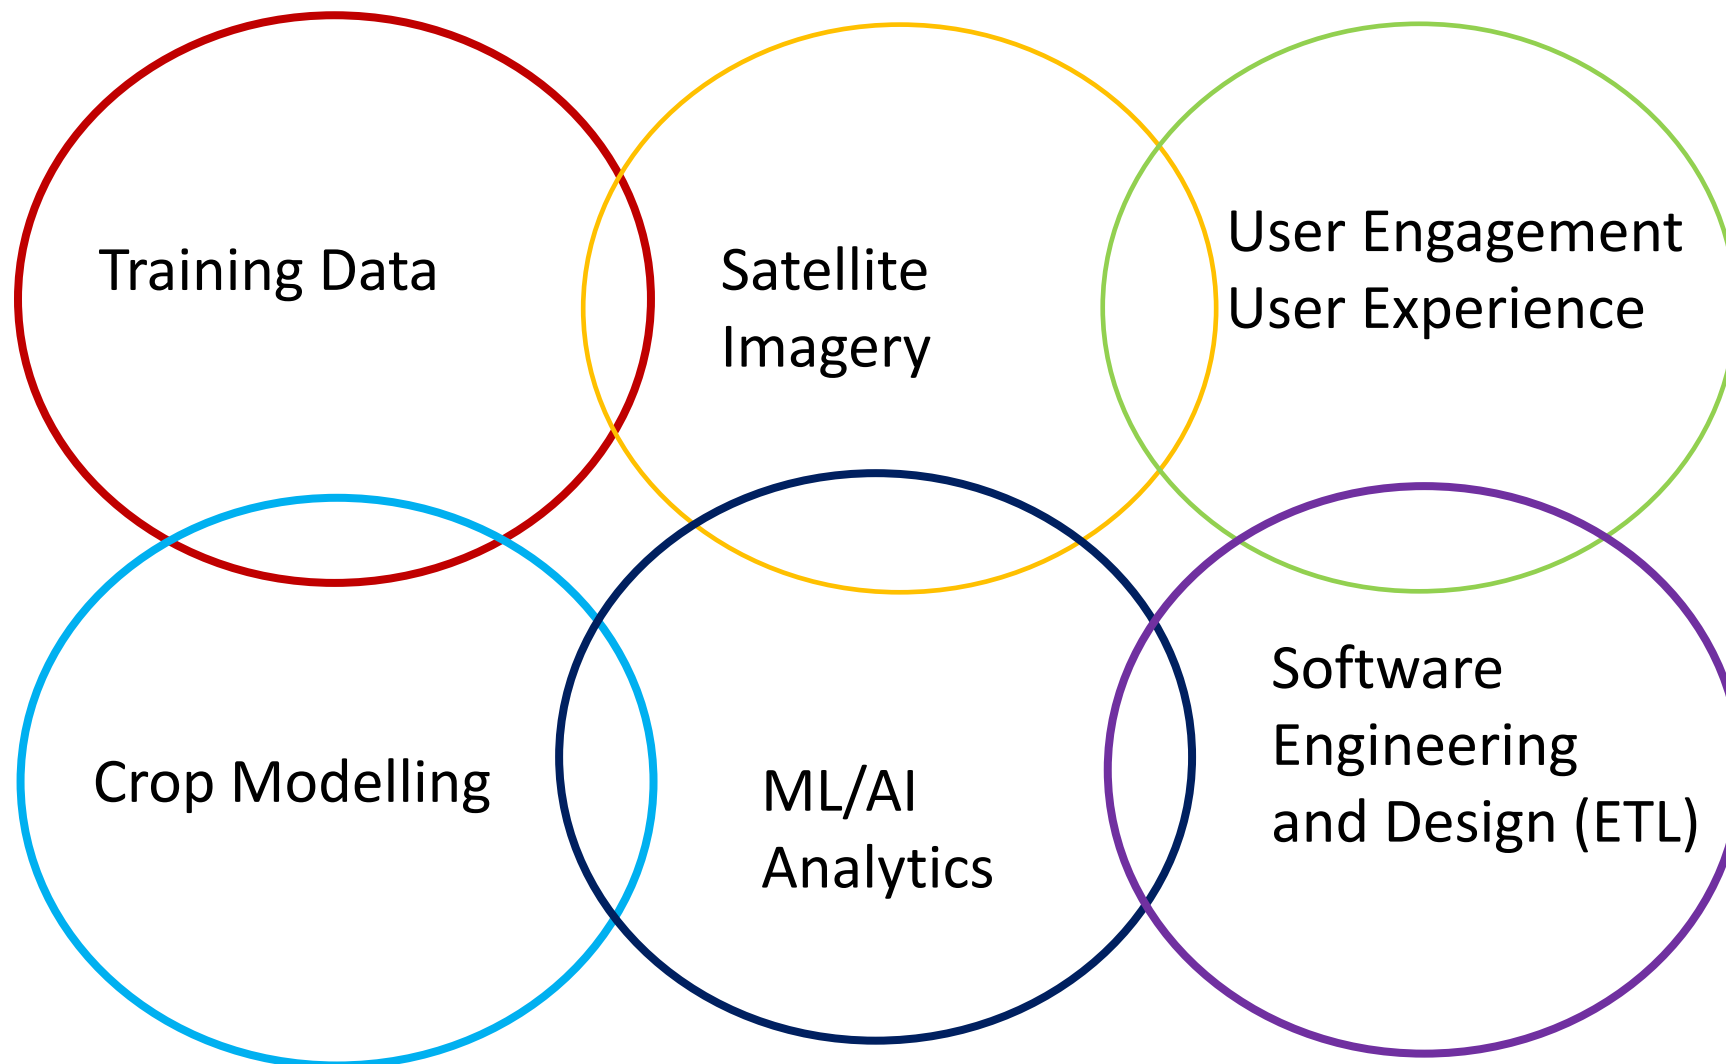 Training Data
Satellite
Imagery
User Engagement
User Experience
Crop Modelling
ML/AI
Analytics
Software
Engineering
and Design (ETL)